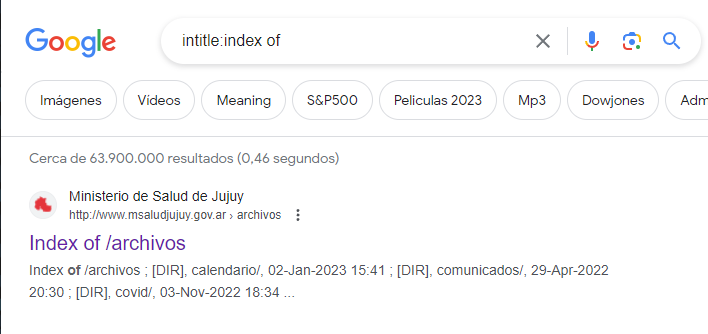 Google
intitle:index of
Imágenes
Vídeos
Meaning
S&P500
Peliculas 2023
Mp3
Dowjones
Adm
Cerca de 63.900.000 resultados (0,46 segundos)
Ministerio de Salud de Jujuy
http://www.msaludjujuy.gov.ar › archivos
Index of /archivos
Index of /archivos ; [DIR], calendario/, 02-Jan-2023 15:41 ; [DIR], comunicados/, 29-Apr-2022
20:30 ; [DIR], covid/, 03-Nov-2022 18:34 ...